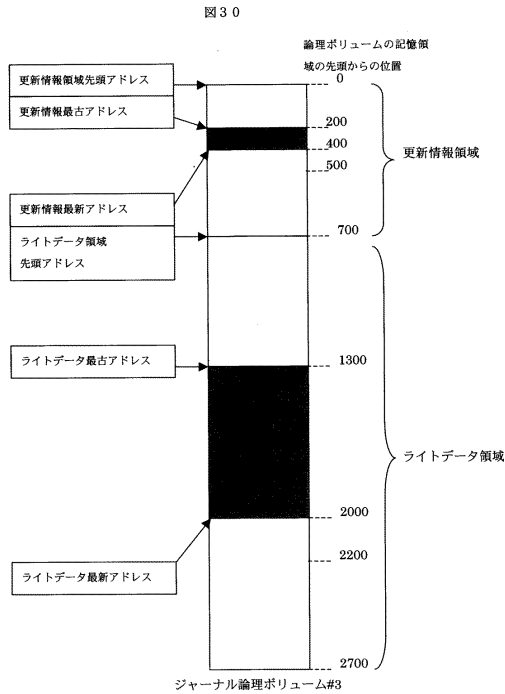 図30
論理ボリュームの記憶領
域の先頭からの位置
0
更新情報領域先頭アドレス
更新情報最古アドレス
200
400
500
更新情報領域
更新情報最新アドレス
ライトデータ領域
先頭アドレス
700
ライトデータ最古アドレス
1300
ライトデータ領域
2000
2200
ライトデータ最新アドレス
2700
ジャーナル論理ボリューム#3